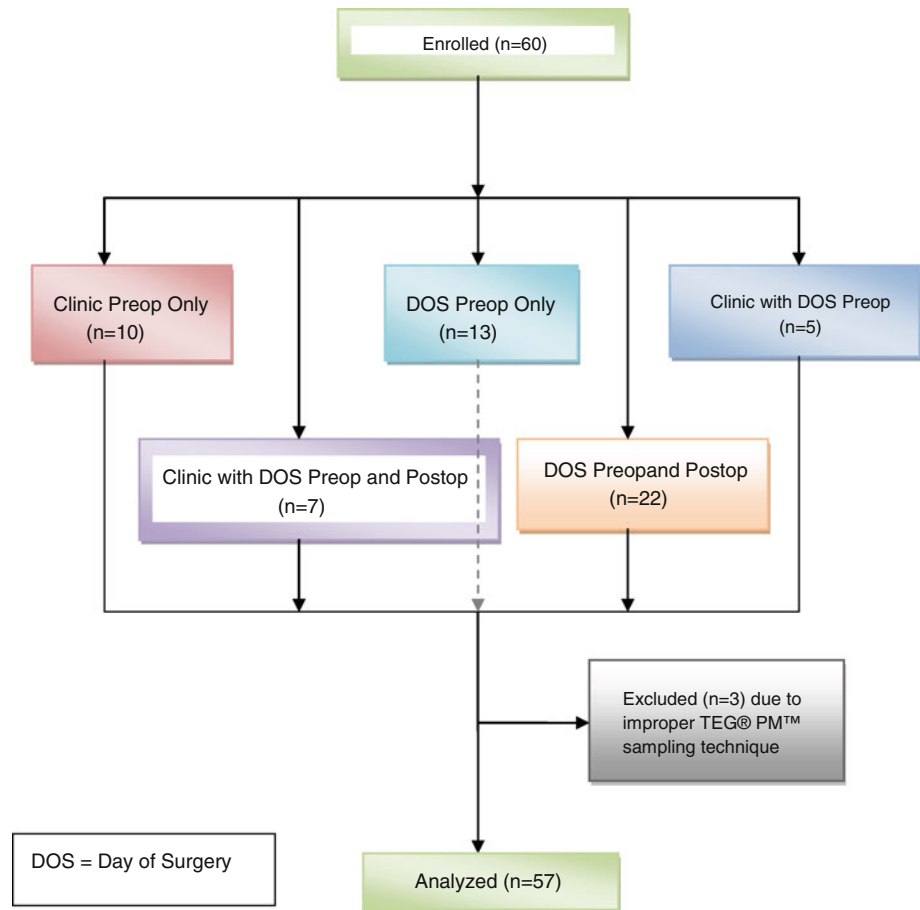 Enrolled (n=60)
Clinic Preop Only
(n=10)
DOS Preop Only
(n=13)
Clinic with DOS Preop
(n=5)
Clinic with DOS Preop and Postop
(n=7)
DOS Preopand Postop
(n=22)
Excluded (n=3) due to
improper TEG® PM™
sampling technique
DOS = Day of Surgery
Analyzed (n=57)